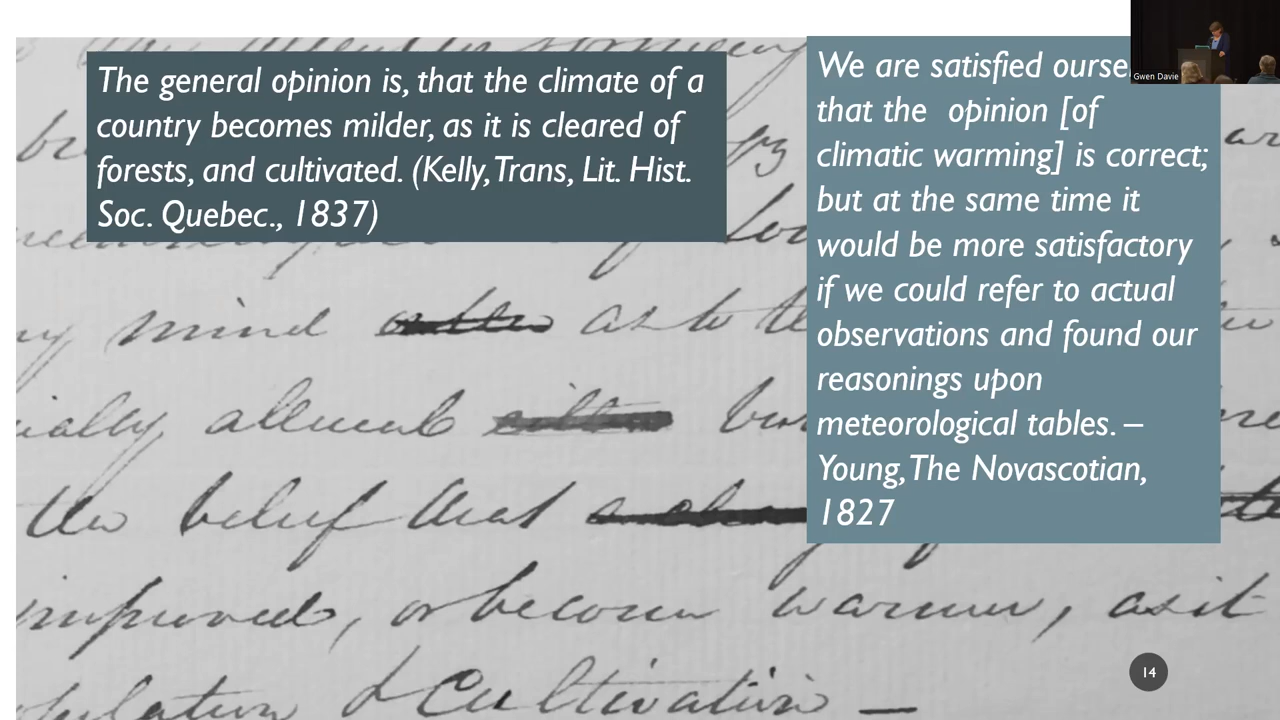 The general opinion is, that the climate of a
country becomes milder, as it is cleared of
forests, and cultivated. (Kelly, Trans, Lit. Hist.
Soc. Quebec., 1837)
We are satisfied ourse
that the opinion [of
climatic warming] is correct;
but at the same time it
would be more satisfactory
if we could refer to actual
observations and found our
reasonings upon
meteorological tables. –
Young, The Novascotian,
1827
Gwen Davie
mind as to
belief that
improved, or become warmer, as it
& Cultivation –
14